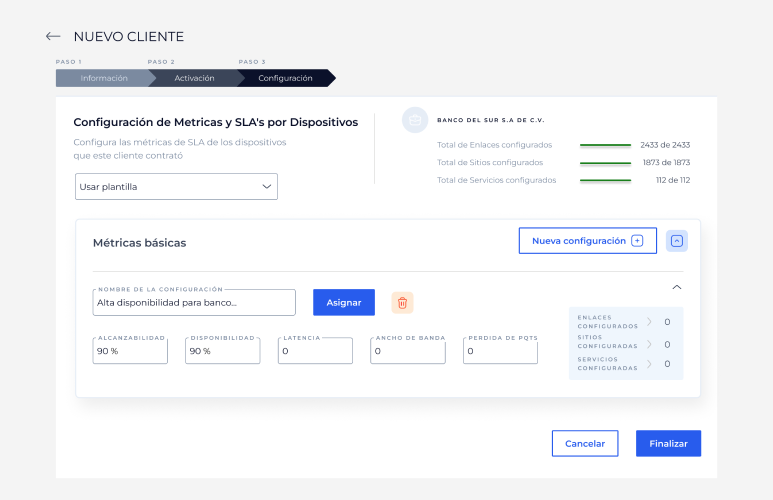 NUEVO CLIENTE
PASO 1
PASO 2
PASO 3
Información
Activación
Configuración
Configuración de Metricas y SLA's por Dispositivos
Configura las métricas de SLA de los dispositivos
que este cliente contrató
Usar plantilla
BANCO DEL SUR S.A DE C.V.
Total de Enlaces configurados
2433 de 2433
Total de Sitios configurados
1873 de 1873
Total de Servicios configurados
112 de 112
Métricas básicas
Nueva configuración
NOMBRE DE LA CONFIGURACIÓN
Alta disponibilidad para banco...
Asignar
ALCANZABILIDAD
90 %
DISPONIBILIDAD
90 %
LATENCIA
0
ANCHO DE BANDA
0
PERDIDA DE PQTS
0
ENLACES
CONFIGURADOS
0
SITIOS
CONFIGURADAS
0
SERVICIOS
CONFIGURADAS
0
Cancelar
Finalizar